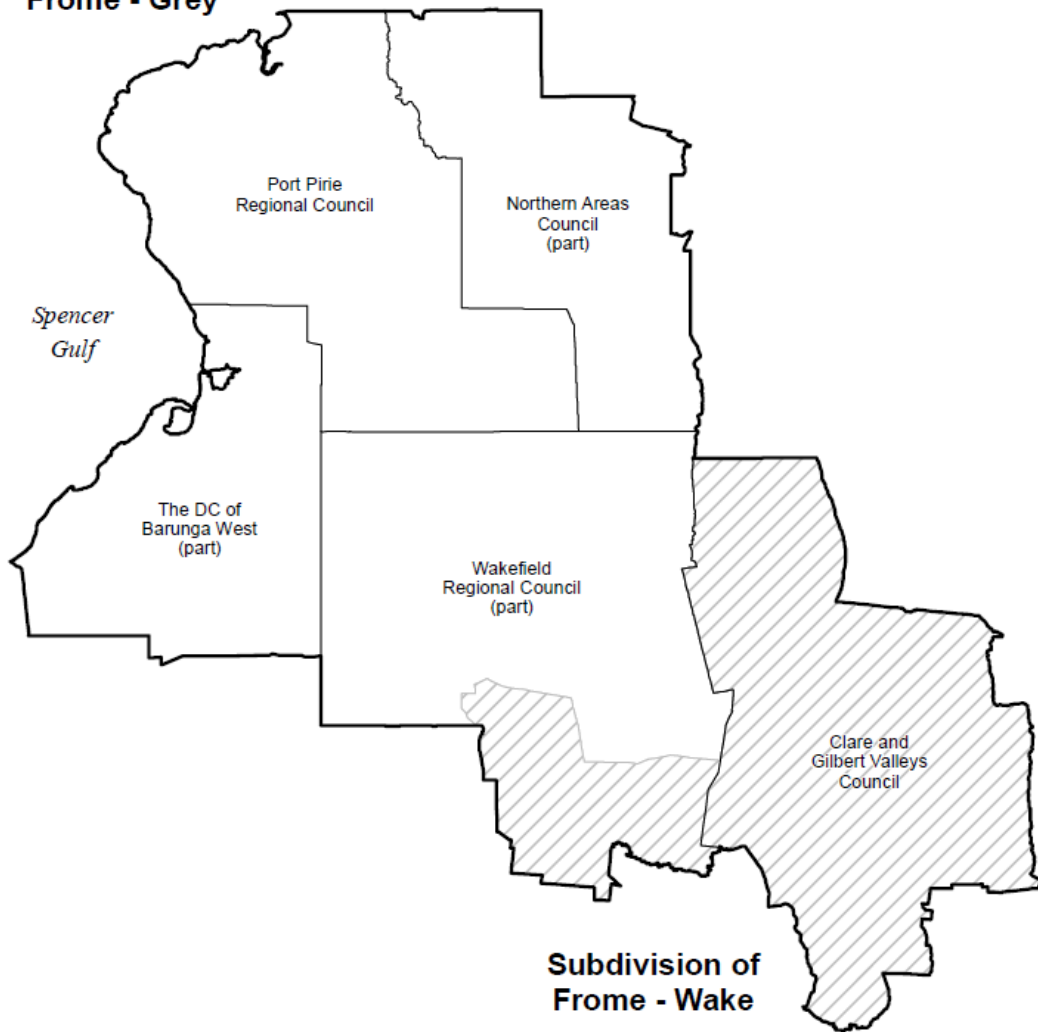 Frome - Grey
Port Pirie
Regional Council
Northern Areas
Council
(part)
Spencer
Gulf
The DC of
Barunga West
(part)
Wakefield
Regional Council
(part)
Clare and
Gilbert Valleys
Council
Subdivision of
Frome - Wake